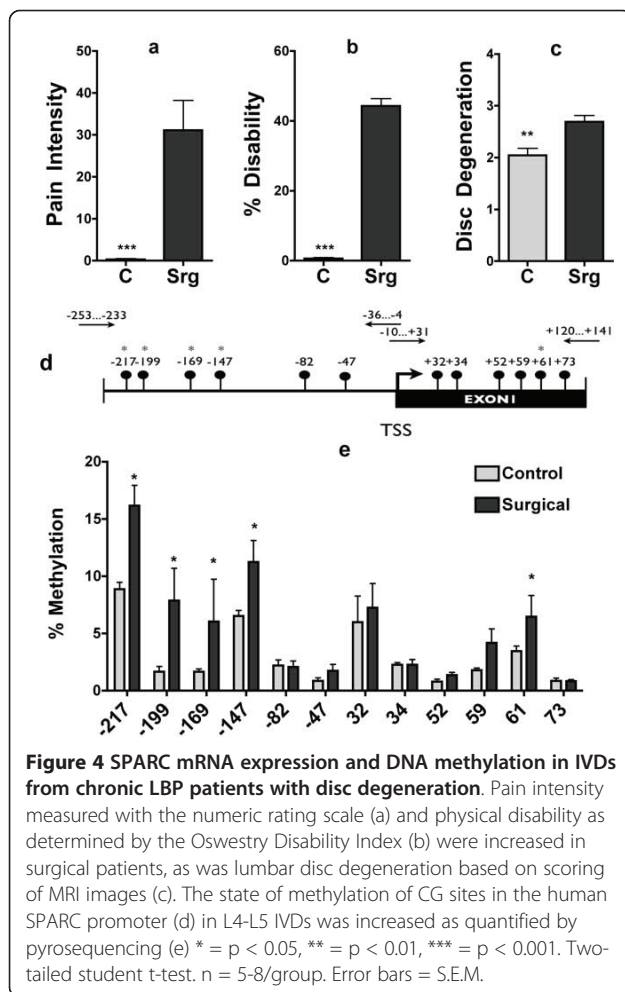 a
b
c
50
40
30
20
10
0
Pain Intensity
***
C Srg
60
40
20
0
% Disability
***
C Srg
4
3
2
1
0
Disc Degeneration
**
C Srg
-253...-233
-36...-4
-10...+31
+120...+141
* * * * *
d
-217 -199 -169 -147 -82 -47 +32 +34 +52 +59 +61 +73
EXON1
TSS
e
20
15
10
5
0
% Methylation
Control
Surgical
* * * * *
-217 -199 -169 -147 -82 -47 32 34 52 59 61 73
Figure 4 SPARC mRNA expression and DNA methylation in IVDs
from chronic LBP patients with disc degeneration. Pain intensity
measured with the numeric rating scale (a) and physical disability as
determined by the Oswestry Disability Index (b) were increased in
surgical patients, as was lumbar disc degeneration based on scoring
of MRI images (c). The state of methylation of CG sites in the human
SPARC promoter (d) in L4-L5 IVDs was increased as quantified by
pyrosequencing (e) * = p < 0.05, ** = p < 0.01, *** = p < 0.001. Two-
tailed student t-test. n = 5-8/group. Error bars = S.E.M.